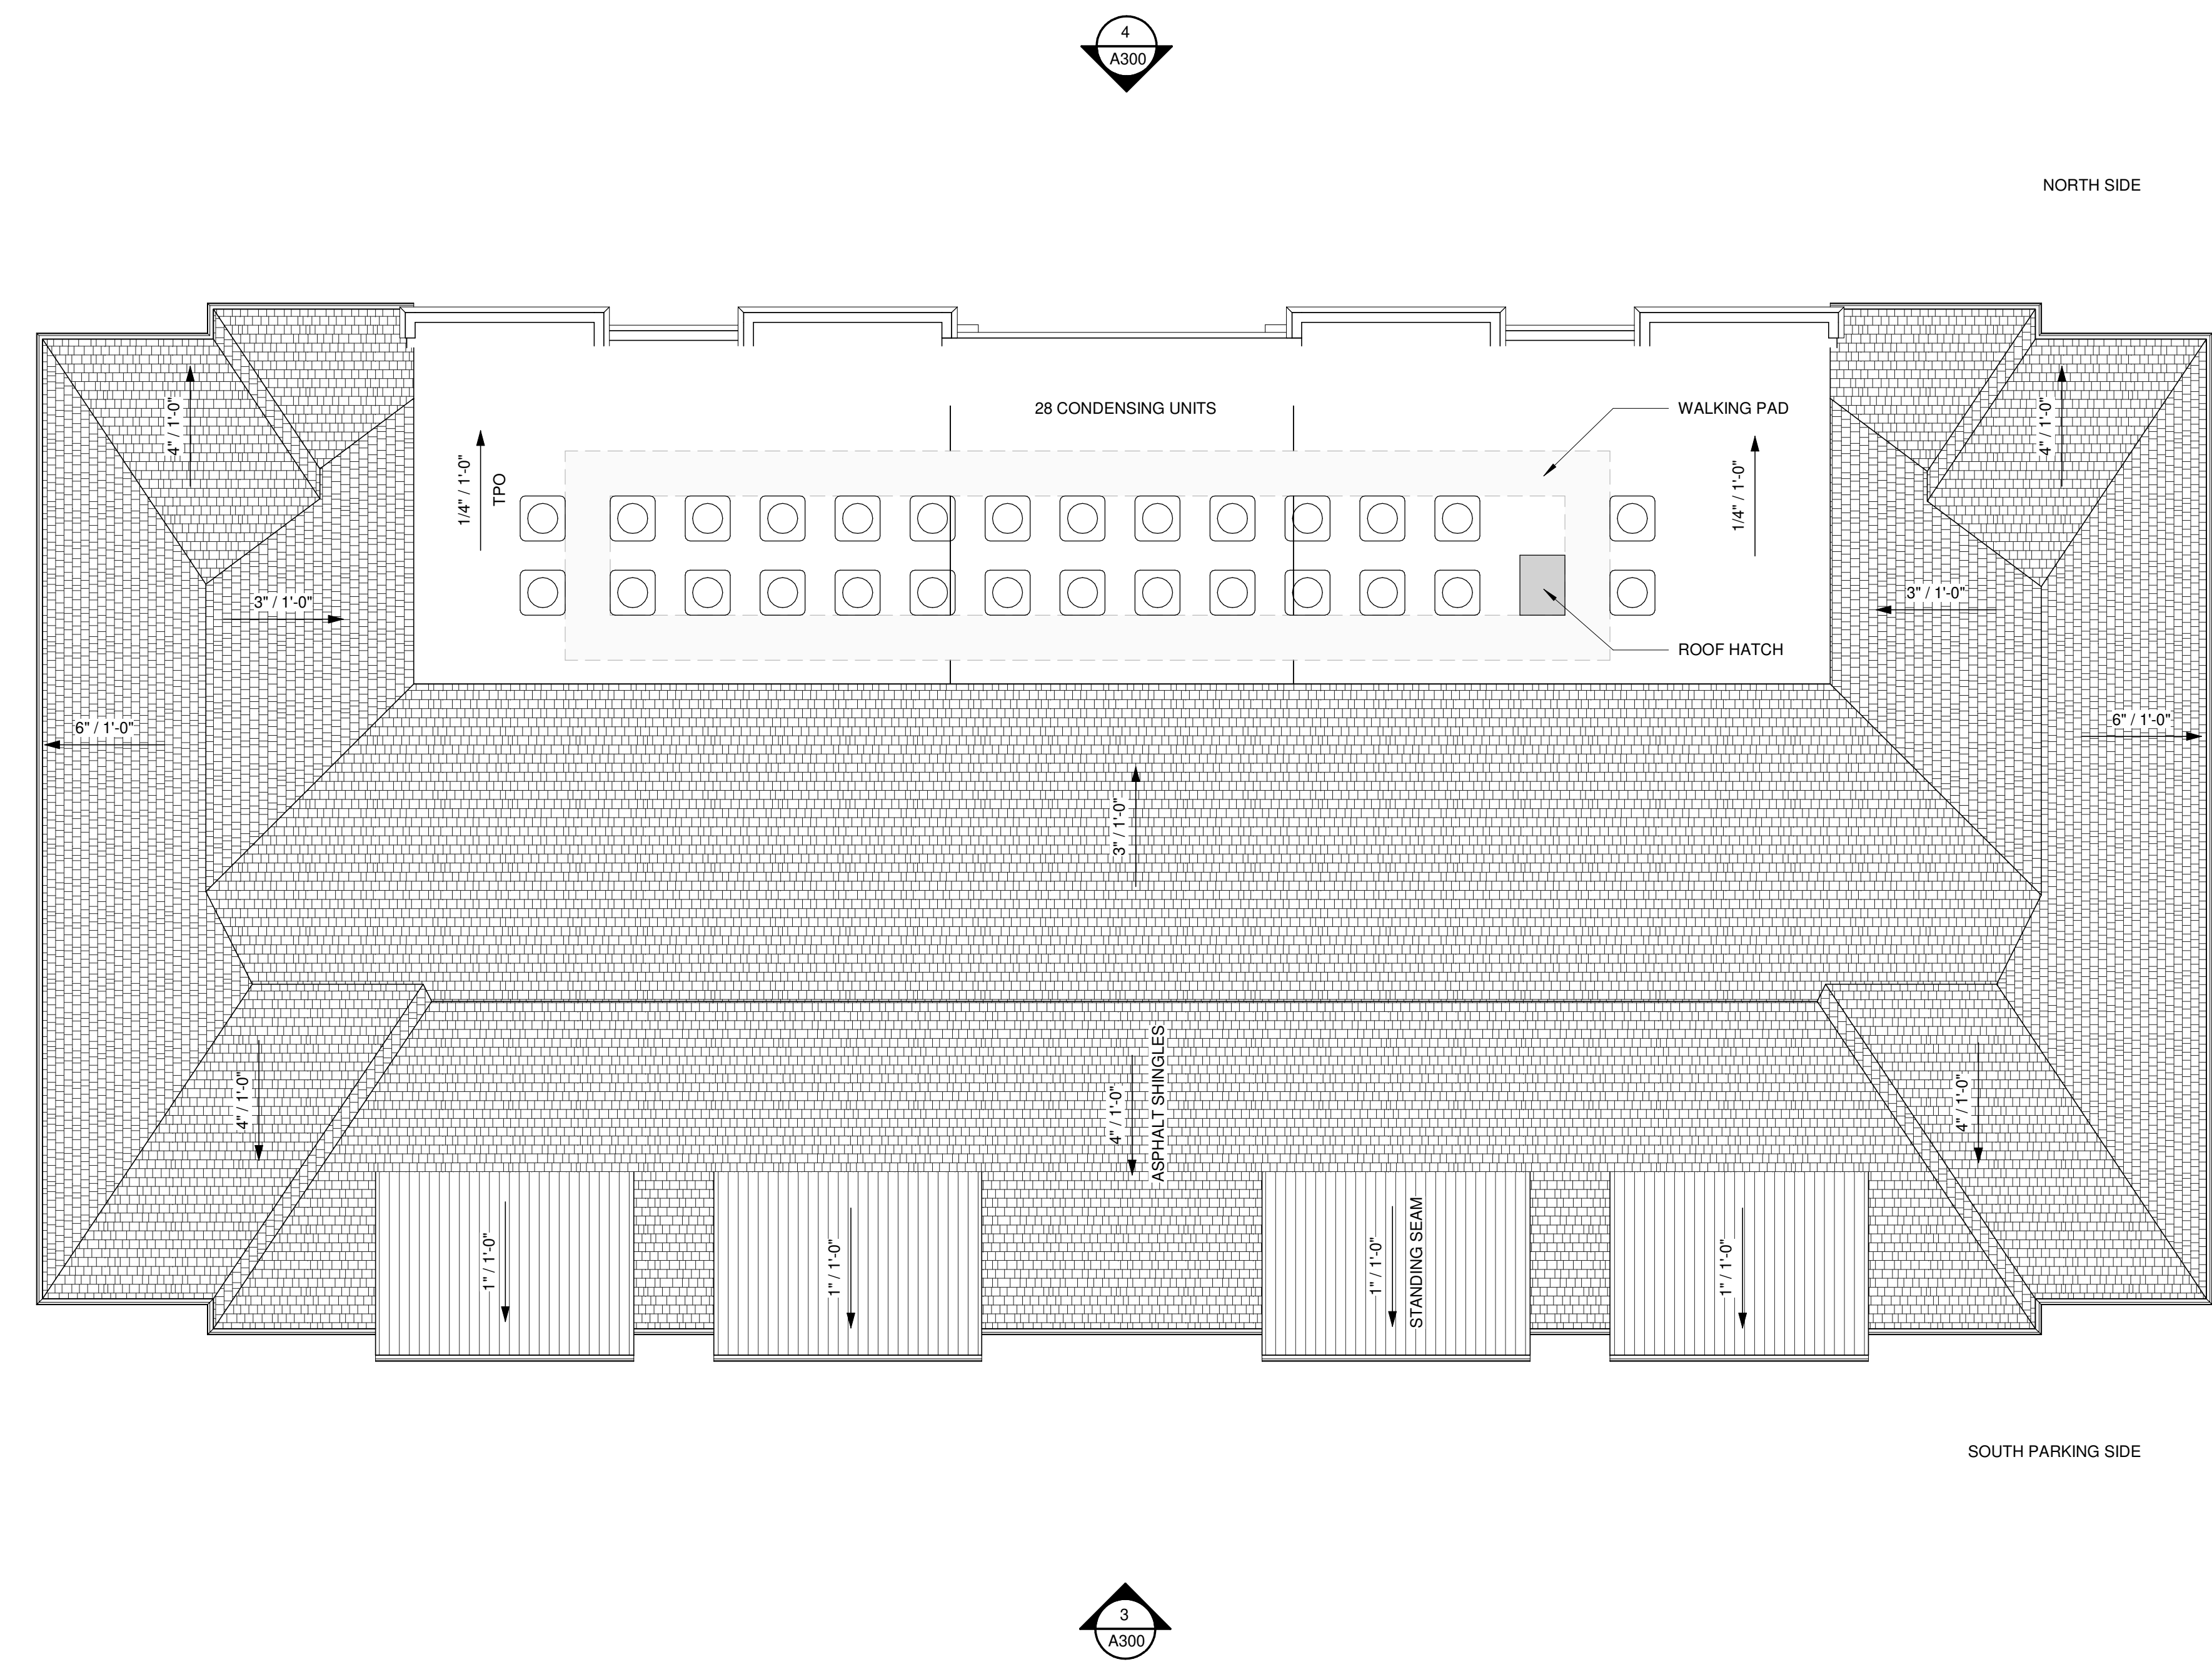 4
A300
NORTH SIDE
28 CONDENSING UNITS
WALKING PAD
4" / 1'-0"
4" / 1'-0"
1/4" / 1'-0"
TPO
1/4" / 1'-0"
3" / 1'-0"
3" / 1'-0"
ROOF HATCH
6" / 1'-0"
6" / 1'-0"
3" / 1'-0"
4" / 1'-0"
4" / 1'-0"
ASPHALT SHINGLES
4" / 1'-0"
1" / 1'-0"
1" / 1'-0"
1" / 1'-0"
STANDING SEAM
1" / 1'-0"
SOUTH PARKING SIDE
3
A300